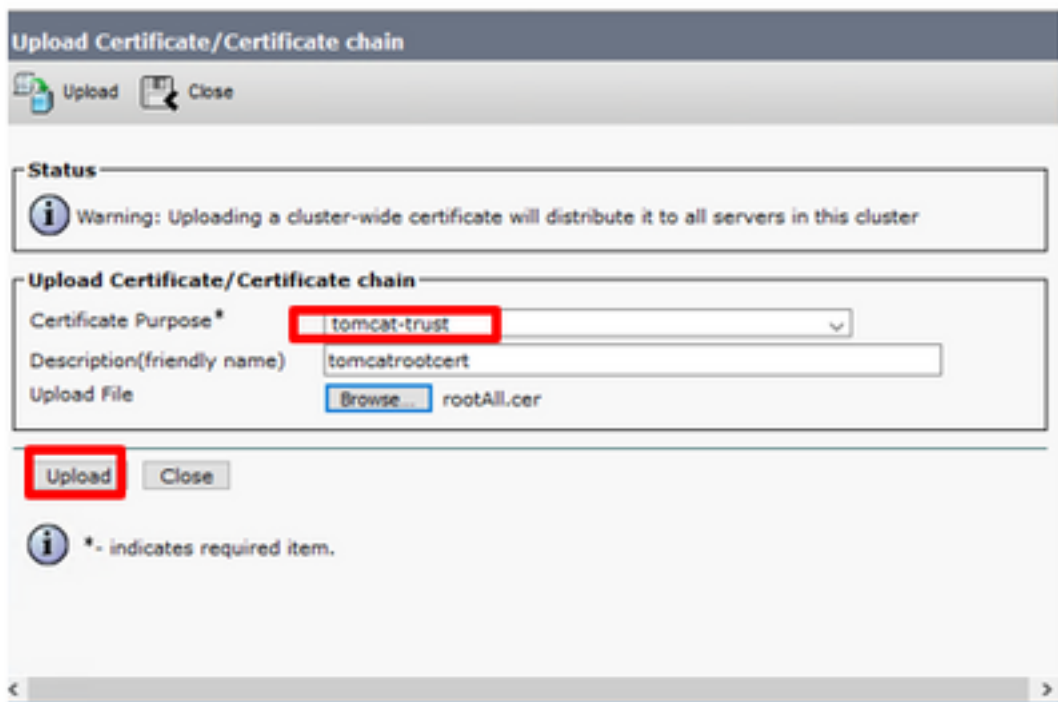 Upload Certificate/Certificate chain
Upload Close
Status
Warning: Uploading a cluster-wide certificate will distribute it to all servers in this cluster
Upload Certificate/Certificate chain
Certificate Purpose* tomcat-trust
Description(friendly name) tomcatrootcert
Upload File Browse... rootAll.cer
Upload Close
*- indicates required item.